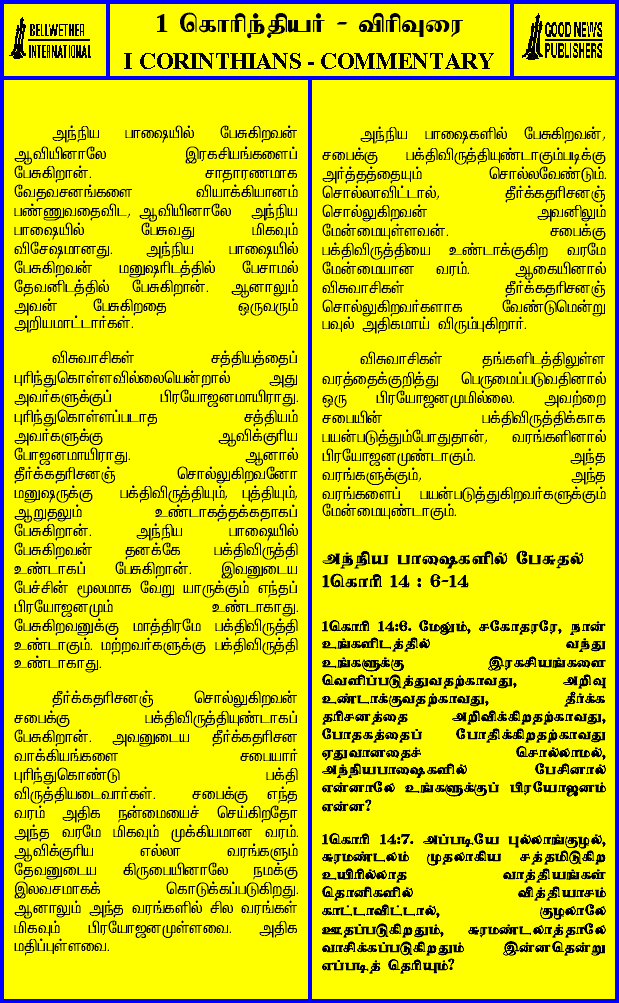 BELLWETHER
INTERNATIONAL
1 கொரிந்தியர் - விரிவுரை
I CORINTHIANS - COMMENTARY
GOOD NEWS
PUBLISHERS
அந்நிய பாஷையில் பேசுகிறவன்
ஆவியினாலே இரகசியங்களைப்
பேசுகிறான். சாதாரணமாக
வேதவசனங்களை வியாக்கியானம்
பண்ணுவதைவிட, ஆவியினாலே அந்நிய
பாஷையில் பேசுவது மிகவும்
விசேஷமானது. அந்நிய பாஷையில்
பேசுகிறவன் மனுஷரிடத்தில் பேசாமல்
தேவனிடத்தில் பேசுகிறான். ஆனாலும்
அவன் பேசுகிறதை ஒருவரும்
அறியமாட்டார்கள்.
விசுவாசிகள் சத்தியத்தைப்
புரிந்துகொள்ளவில்லையென்றால் அது
அவர்களுக்குப் பிரயோஜனமாயிராது.
புரிந்துகொள்ளப்படாத சத்தியம்
அவர்களுக்கு ஆவிக்குரிய
போஜனமாயிராது. ஆனால்
தீர்க்கதரிசனஞ் சொல்லுகிறவனோ
மனுஷருக்கு பக்திவிருத்தியும், புத்தியும்,
ஆறுதலும் உண்டாகத்தக்கதாகப்
பேசுகிறான். அந்நிய பாஷையில்
பேசுகிறவன் தனக்கே பக்திவிருத்தி
உண்டாகப் பேசுகிறான். இவனுடைய
பேச்சின் மூலமாக வேறு யாருக்கும் எந்தப்
பிரயோஜனமும் உண்டாகாது.
பேசுகிறவனுக்கு மாத்திரமே பக்திவிருத்தி
உண்டாகும். மற்றவர்களுக்கு பக்திவிருத்தி
உண்டாகாது.
தீர்க்கதரிசனஞ் சொல்லுகிறவன்
சபைக்கு பக்திவிருத்தியுண்டாகப்
பேசுகிறான். அவனுடைய தீர்க்கதரிசன
வாக்கியங்களை சபையார்
புரிந்துகொண்டு பக்தி
விருத்தியடைவார்கள். சபைக்கு எந்த
வரம் அதிக நன்மையைச் செய்கிறதோ
அந்த வரமே மிகவும் முக்கியமான வரம்.
ஆவிக்குரிய எல்லா வரங்களும்
தேவனுடைய கிருபையினாலே நமக்கு
இலவசமாகக் கொடுக்கப்படுகிறது.
ஆனாலும் அந்த வரங்களில் சில வரங்கள்
மிகவும் பிரயோஜனமுள்ளவை. அதிக
மதிப்புள்ளவை.
அந்நிய பாஷைகளில் பேசுகிறவன்,
சபைக்கு பக்திவிருத்தியுண்டாகும்படிக்கு
அர்த்தத்தையும் சொல்லவேண்டும்.
சொல்லாவிட்டால், தீர்க்கதரிசனஞ்
சொல்லுகிறவன் அவனிலும்
மேன்மையுள்ளவன். சபைக்கு
பக்திவிருத்தியை உண்டாக்குகிற வரமே
மேன்மையான வரம். ஆகையினால்
விசுவாசிகள் தீர்க்கதரிசனஞ்
சொல்லுகிறவர்களாக வேண்டுமென்று
பவுல் அதிகமாய் விரும்புகிறார்.
விசுவாசிகள் தங்களிடத்திலுள்ள
வரத்தைக்குறித்து பெருமைப்படுவதினால்
ஒரு பிரயோஜனமுமில்லை. அவற்றை
சபையின் பக்திவிருத்திக்காக
பயன்படுத்தும்போதுதான், வரங்களினால்
பிரயோஜனமுண்டாகும். அந்த
வரங்களுக்கும், அந்த
வரங்களைப் பயன்படுத்துகிறவர்களுக்கும்
மேன்மையுண்டாகும்.
அந்நிய பாஷைகளில் பேசுதல்
1கொரி 14 : 6-14
1கொரி 14:6. மேலும், சகோதரரே, நான்
உங்களிடத்தில் வந்து
உங்களுக்கு இரகசியங்களை
வெளிப்படுத்துவதற்காவது, அறிவு
உண்டாக்குவதற்காவது, தீர்க்க
தரிசனத்தை அறிவிக்கிறதற்காவது,
போதகத்தைப் போதிக்கிறதற்காவது
ஏதுவானதைச் சொல்லாமல்,
அந்நியபாஷைகளில் பேசினால்
என்னாலே உங்களுக்குப் பிரயோஜனம்
என்ன?
1கொரி 14:7. அப்படியே புல்லாங்குழல்,
சுரமண்டலம் முதலாகிய சத்தமிடுகிற
உயிரில்லாத வாத்தியங்கள்
தொனிகளில் வித்தியாசம்
காட்டாவிட்டால், குழலாலே
ஊதப்படுகிறதும், சுரமண்டலத்தாலே
வாசிக்கப்படுகிறதும் இன்னதென்று
எப்படித் தெரியும்?